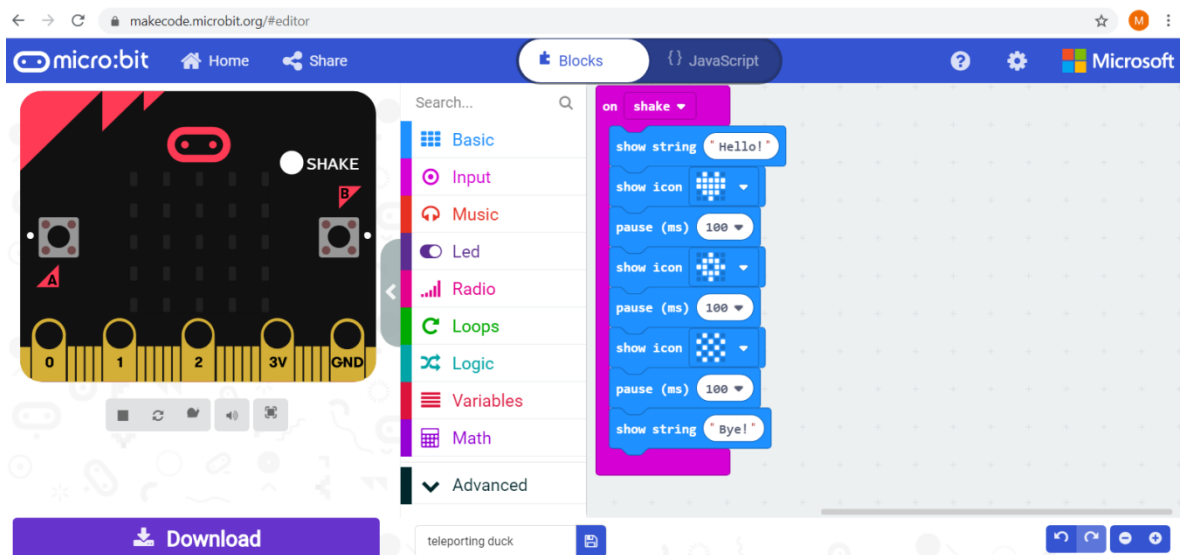 makecode.microbit.org/#editor
M
micro:bit
Home
Share
Blocks
{} JavaScript
?
Microsoft
SHAKE
B
A
0 1 2 3V GND
Download
Search...
Basic
Input
Music
Led
Radio
Loops
Logic
Variables
Math
Advanced
teleporting duck
on shake
show string "Hello!"
show icon
pause (ms) 100
show icon
pause (ms) 100
show icon
pause (ms) 100
show string "Bye!"